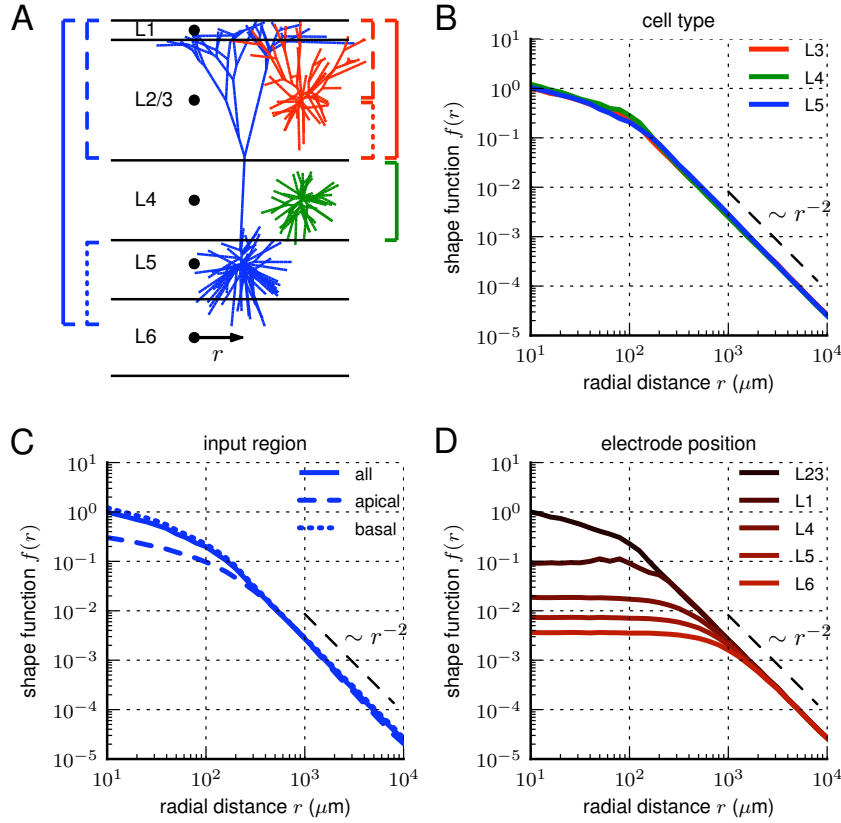 A
L1
L2/3
L4
L5
L6
r
B
cell type
shape function f(r)
10^1
10^0
10^-1
10^-2
10^-3
10^-4
10^-5
L3
L4
L5
~ r^-2
10^1 10^2 10^3 10^4
radial distance r (μm)
C
input region
shape function f(r)
10^1
10^0
10^-1
10^-2
10^-3
10^-4
10^-5
all
apical
basal
~ r^-2
10^1 10^2 10^3 10^4
radial distance r (μm)
D
electrode position
shape function f(r)
10^1
10^0
10^-1
10^-2
10^-3
10^-4
10^-5
L23
L1
L4
L5
L6
~ r^-2
10^1 10^2 10^3 10^4
radial distance r (μm)